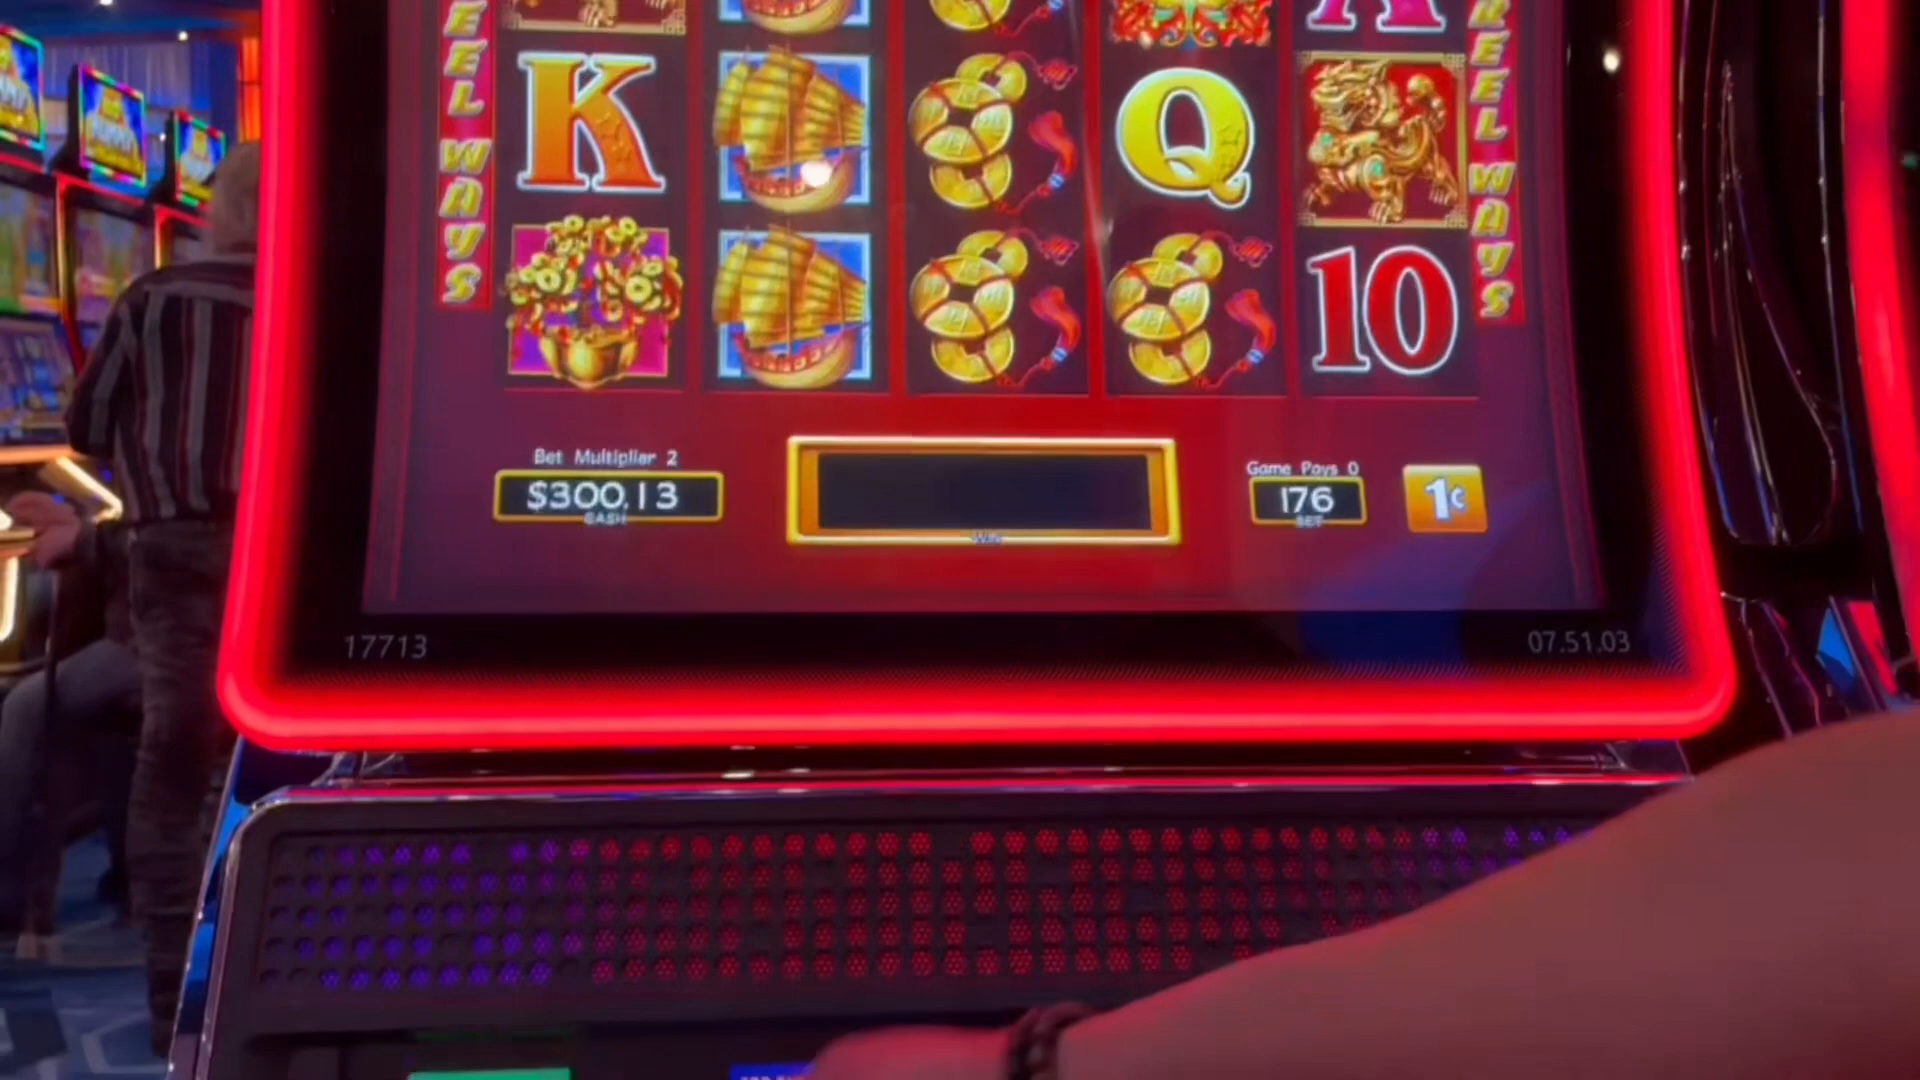 REEL WAYS
REEL WAYS
K
Q
10
Bet Multiplier 2
$300.13
CASH
Win
Game Pays 0
176
BET
1¢
17713
07.51.03